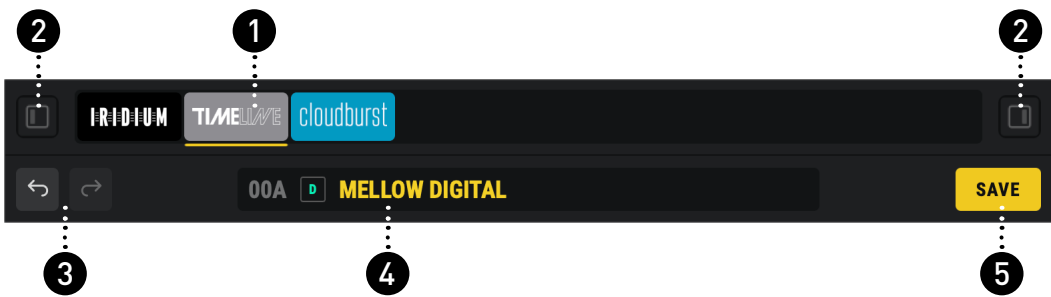 2 1 2
IRIDIUM TIMELINE cloudburst
00A D MELLOW DIGITAL SAVE
3 4 5